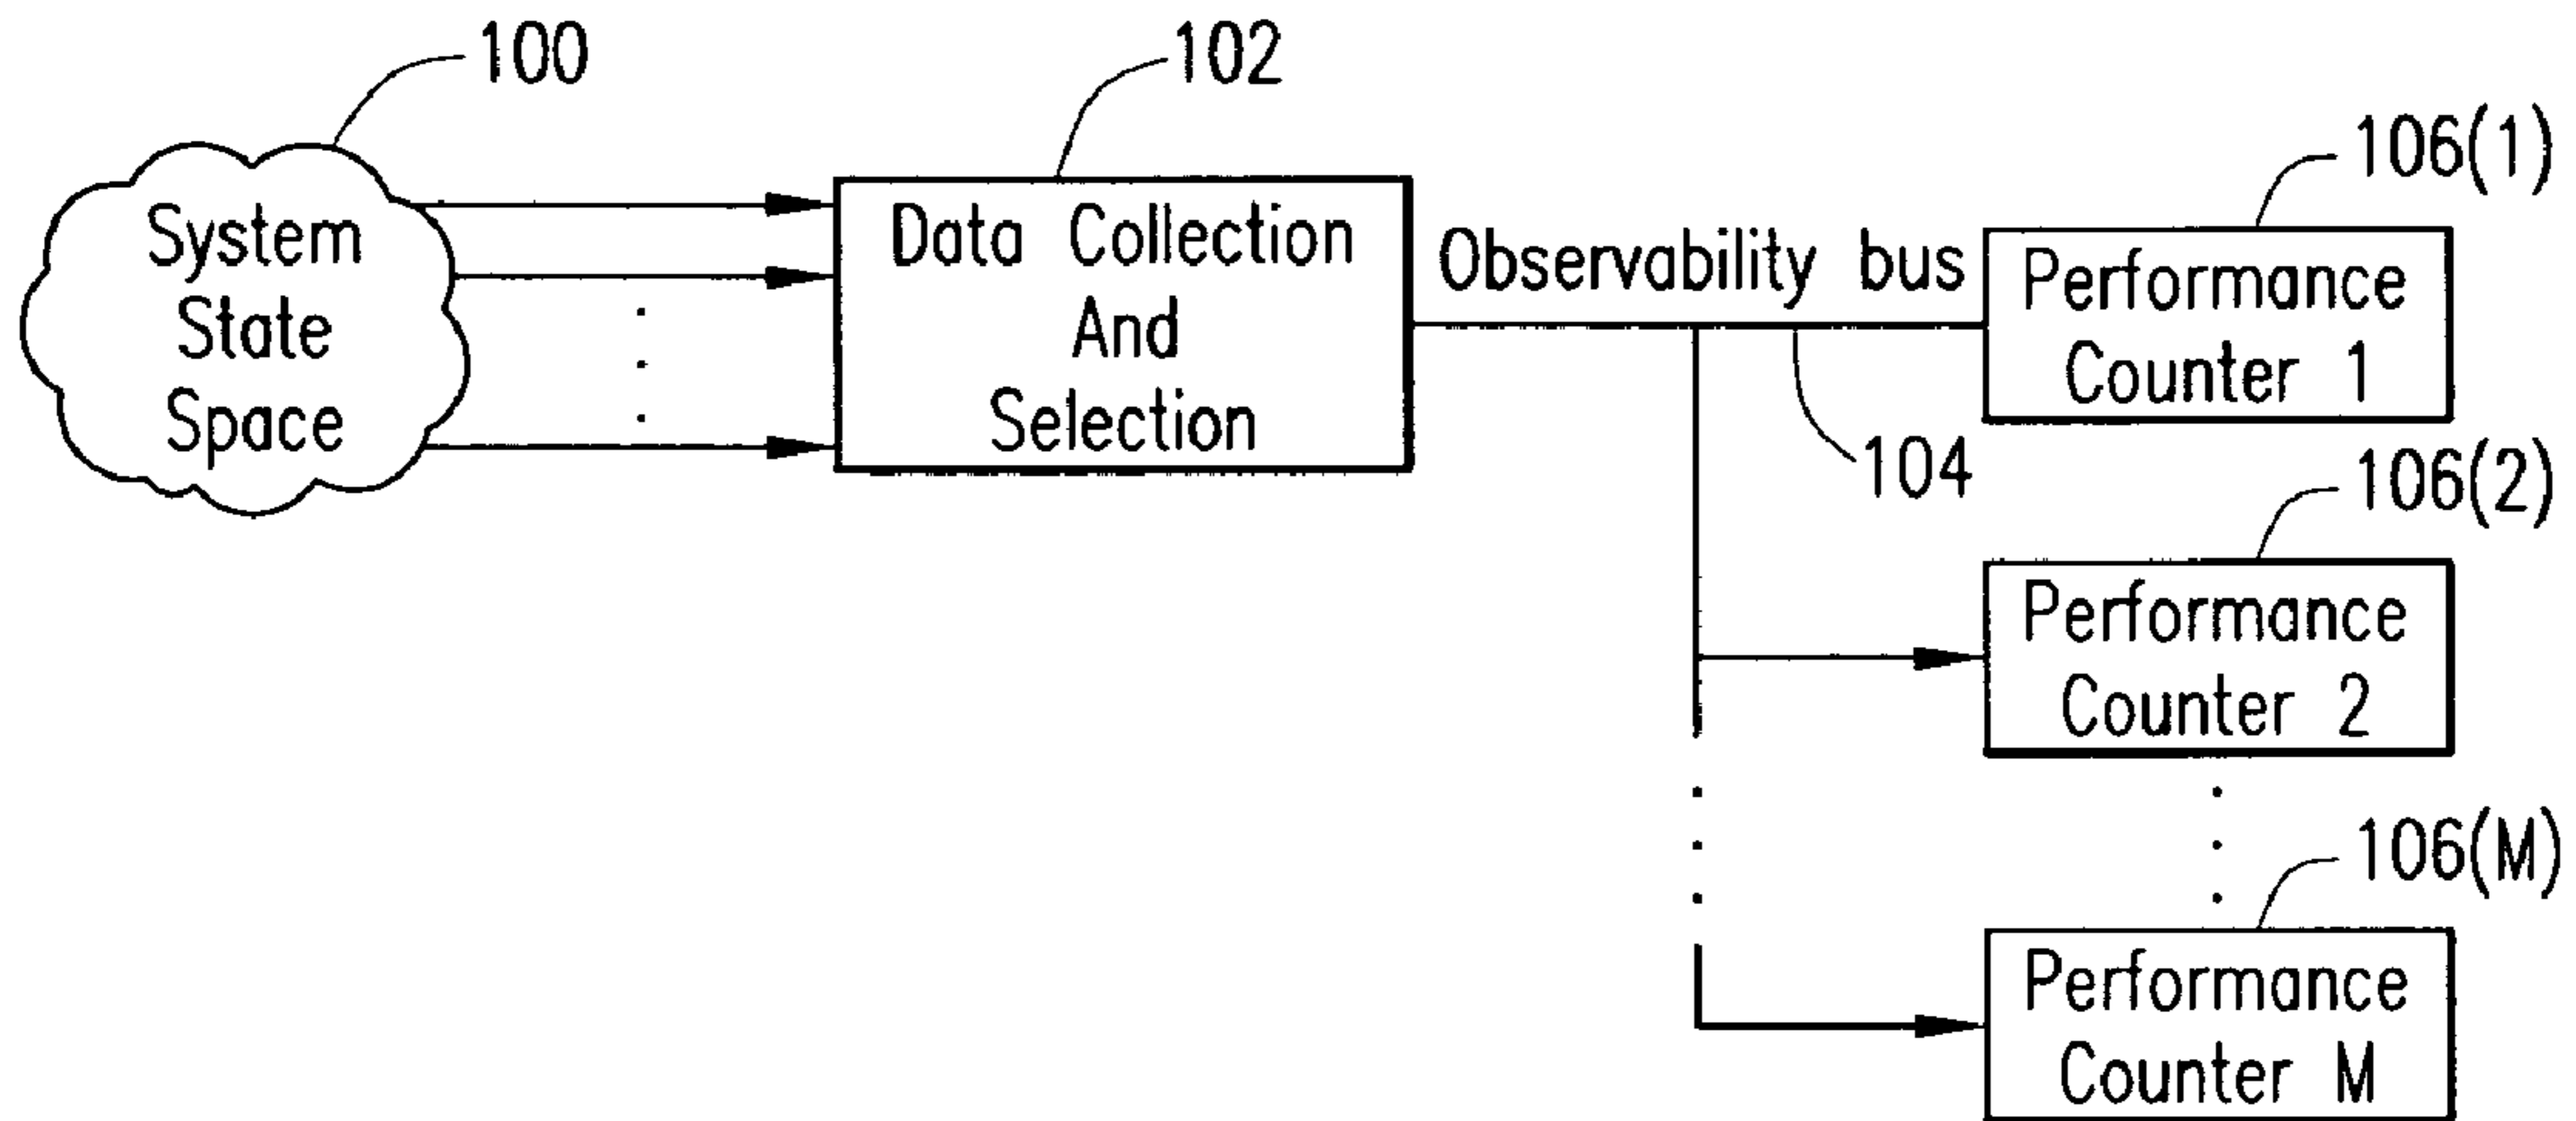 100
102
106(1)
System
State
Space
Data Collection
And
Selection
Observability bus
Performance
Counter 1
104
106(2)
Performance
Counter 2
106(M)
Performance
Counter M